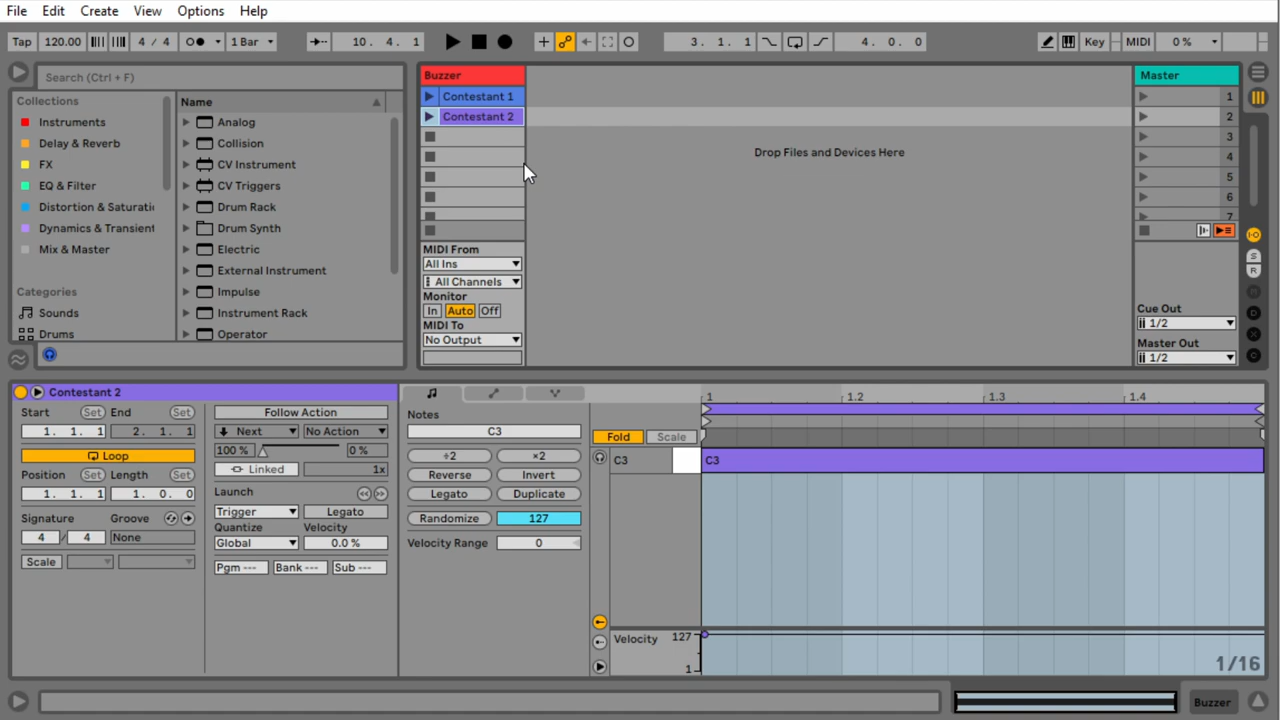 File Edit Create View Options Help
Tap 120.00 4 / 4 1 Bar 10. 4. 1 3. 1. 1 4. 0. 0 Key MIDI 0 %
Search (Ctrl + F)
Collections
Instruments
Delay & Reverb
FX
EQ & Filter
Distortion & Saturati
Dynamics & Transient
Mix & Master
Categories
Sounds
Drums
Name
Analog
Collision
CV Instrument
CV Triggers
Drum Rack
Drum Synth
Electric
External Instrument
Impulse
Instrument Rack
Operator
Buzzer
Contestant 1
Contestant 2
MIDI From
All Ins
All Channels
Monitor
In Auto Off
MIDI To
No Output
Drop Files and Devices Here
Master
1
2
3
4
5
6
7
Cue Out
1/2
Master Out
1/2
I·O
S
R
M
D
X
C
Contestant 2
Start Set End Set
1. 1. 1 2. 1. 1
Loop
Position Set Length Set
1. 1. 1 1. 0. 0
Signature Groove
4 / 4 None
Scale
Follow Action
Next No Action
100 % 0 %
Linked 1x
Launch
Trigger Legato
Quantize Velocity
Global 0.0 %
Pgm --- Bank --- Sub ---
Notes
C3
÷2 ×2
Reverse Invert
Legato Duplicate
Randomize 127
Velocity Range 0
1 1.2 1.3 1.4
Fold Scale
C3 C3
Velocity 127
1
1/16
Buzzer